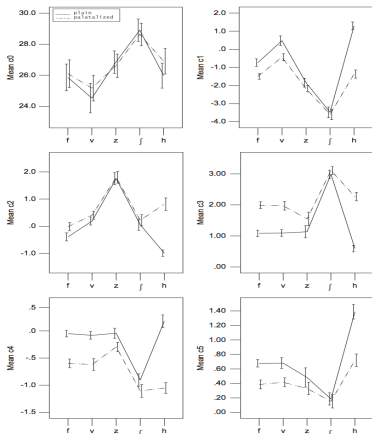 plain
palatalized
Mean c0
30.0
28.0
26.0
24.0
f v z ʃ h
Mean c1
2.0
1.0
.0
-1.0
-2.0
-3.0
-4.0
f v z ʃ h
Mean c2
2.0
1.0
.0
-1.0
f v z ʃ h
Mean c3
3.00
2.00
1.00
.00
f v z ʃ h
Mean c4
.5
.0
-.5
-1.0
-1.5
f v z ʃ h
Mean c5
1.40
1.20
1.00
.80
.60
.40
.20
.00
f v z ʃ h